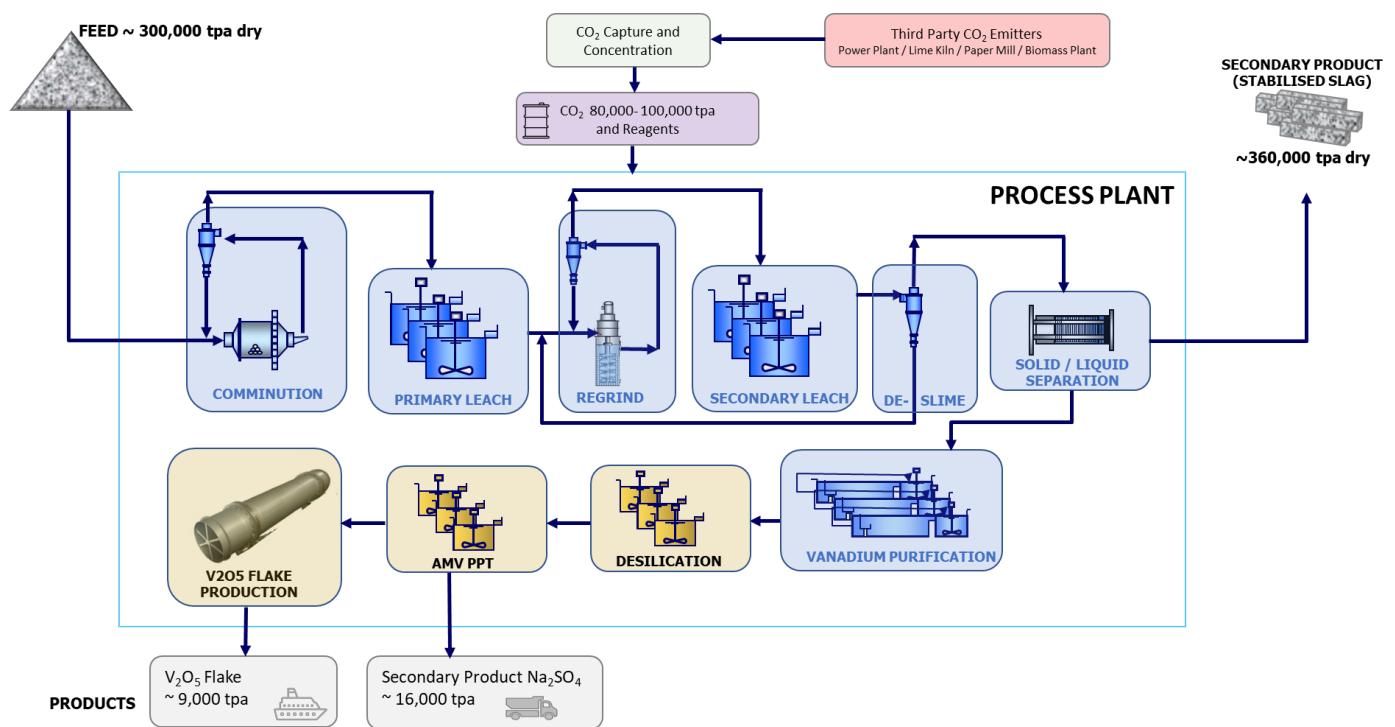 FEED ~ 300,000 tpa dry
CO₂ Capture and
Concentration
Third Party CO₂ Emitters
Power Plant / Lime Kiln / Paper Mill / Biomass Plant
SECONDARY PRODUCT
(STABILISED SLAG)
~360,000 tpa dry
CO₂ 80,000- 100,000 tpa
and Reagents
PROCESS PLANT
COMMINUTION
PRIMARY LEACH
REGRIND
SECONDARY LEACH
DE- SLIME
SOLID / LIQUID
SEPARATION
V2O5 FLAKE
PRODUCTION
AMV PPT
DESILICATION
VANADIUM PURIFICATION
PRODUCTS
V₂O₅ Flake
~ 9,000 tpa
Secondary Product Na₂SO₄
~ 16,000 tpa